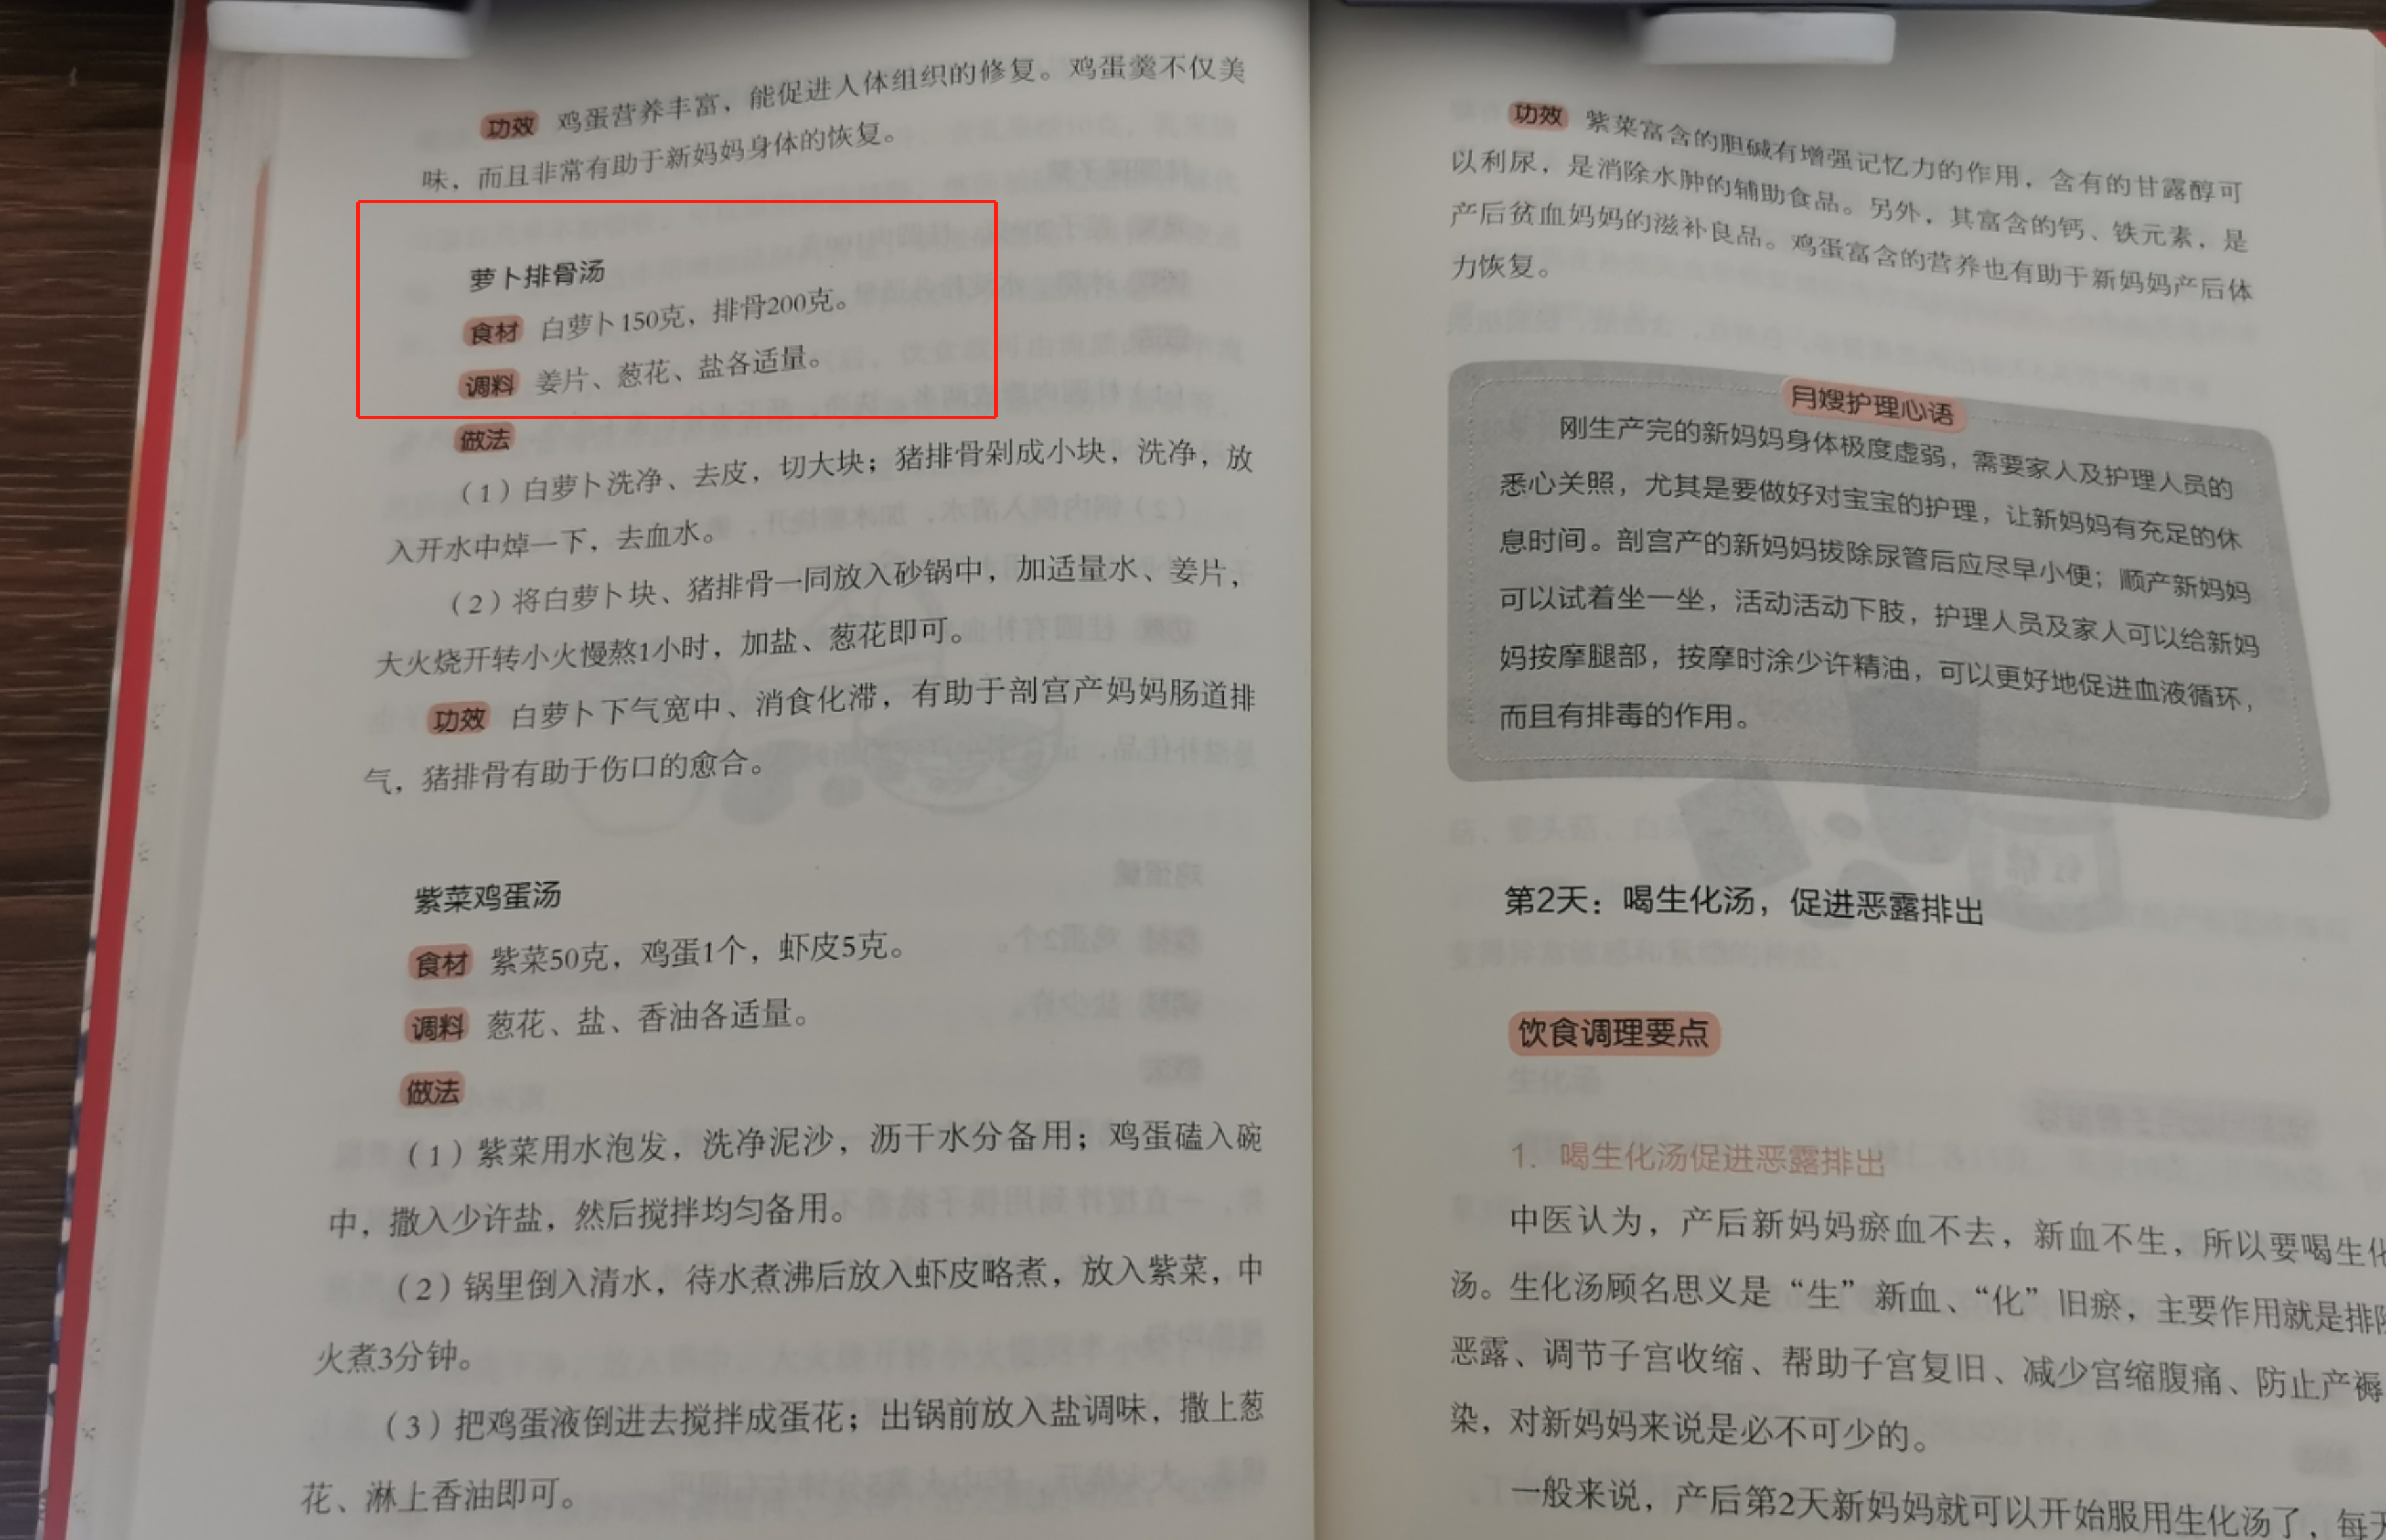 功效 鸡蛋营养丰富，能促进人体组织的修复。鸡蛋羹不仅美
味，而且非常有助于新妈妈身体的恢复。
萝卜排骨汤
食材 白萝卜150克，排骨200克。
调料 姜片、葱花、盐各适量。
做法
（1）白萝卜洗净、去皮，切大块；猪排骨剁成小块，洗净，放
入开水中焯一下，去血水。
（2）将白萝卜块、猪排骨一同放入砂锅中，加适量水、姜片，
大火烧开转小火慢熬1小时，加盐、葱花即可。
功效 白萝卜下气宽中、消食化滞，有助于剖宫产妈妈肠道排
气，猪排骨有助于伤口的愈合。
紫菜鸡蛋汤
食材 紫菜50克，鸡蛋1个，虾皮5克。
调料 葱花、盐、香油各适量。
做法
（1）紫菜用水泡发，洗净泥沙，沥干水分备用；鸡蛋磕入碗
中，撒入少许盐，然后搅拌均匀备用。
（2）锅里倒入清水，待水煮沸后放入虾皮略煮，放入紫菜，中
火煮3分钟。
（3）把鸡蛋液倒进去搅拌成蛋花；出锅前放入盐调味，撒上葱
花、淋上香油即可。
功效 紫菜富含的胆碱有增强记忆力的作用，含有的甘露醇可
以利尿，是消除水肿的辅助食品。另外，其富含的钙、铁元素，是
产后贫血妈妈的滋补良品。鸡蛋富含的营养也有助于新妈妈产后体
力恢复。
月嫂护理心语
刚生产完的新妈妈身体极度虚弱，需要家人及护理人员的
悉心关照，尤其是要做好对宝宝的护理，让新妈妈有充足的休
息时间。剖宫产的新妈妈拔除尿管后应尽早小便；顺产新妈妈
可以试着坐一坐，活动活动下肢，护理人员及家人可以给新妈
妈按摩腿部，按摩时涂少许精油，可以更好地促进血液循环，
而且有排毒的作用。
第2天：喝生化汤，促进恶露排出
饮食调理要点
1. 喝生化汤促进恶露排出
中医认为，产后新妈妈瘀血不去，新血不生，所以要喝生化
汤。生化汤顾名思义是“生”新血、“化”旧瘀，主要作用就是排除
恶露、调节子宫收缩、帮助子宫复旧、减少宫缩腹痛、防止产褥
染，对新妈妈来说是必不可少的。
一般来说，产后第2天新妈妈就可以开始服用生化汤了，每天